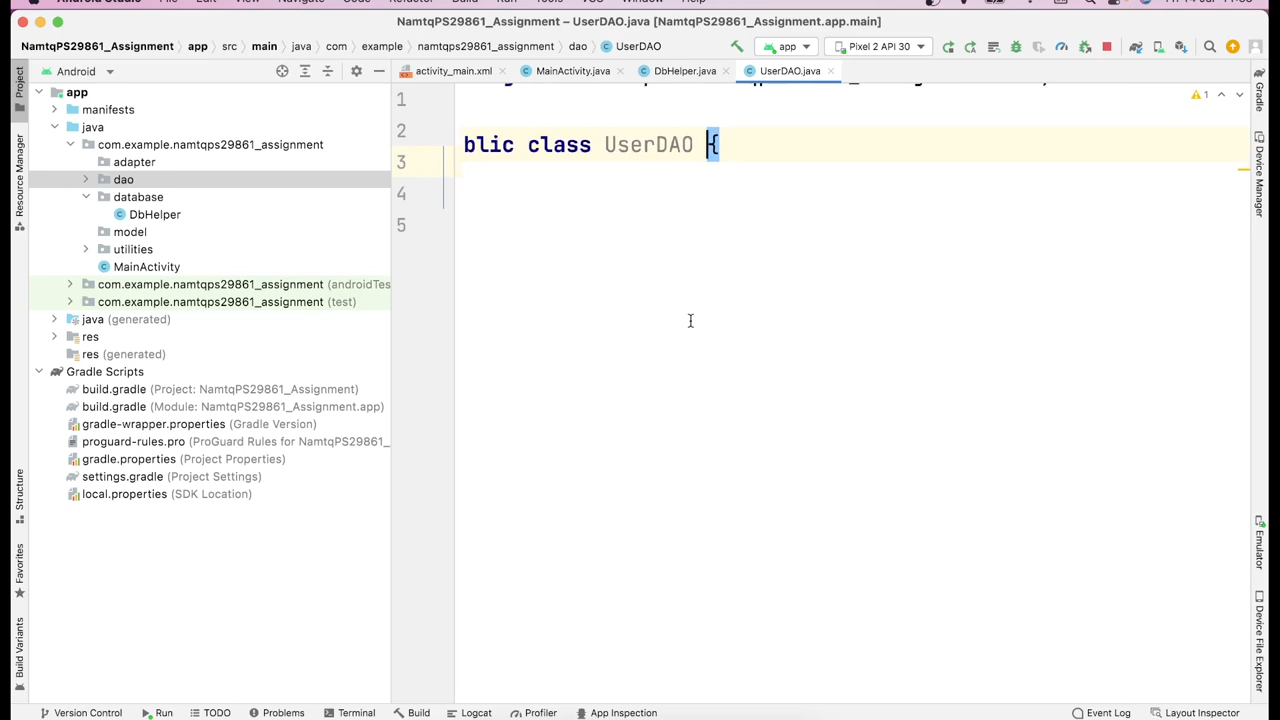 NamtqPS29861_Assignment – UserDAO.java [NamtqPS29861_Assignment.app.main]
NamtqPS29861_Assignment app src main java com example namtqps29861_assignment dao UserDAO app Pixel 2 API 30
Android
activity_main.xml MainActivity.java DbHelper.java UserDAO.java
Project
Resource Manager
Structure
Favorites
Build Variants
app
manifests
java
com.example.namtqps29861_assignment
adapter
dao
database
DbHelper
model
utilities
MainActivity
com.example.namtqps29861_assignment (androidTes
com.example.namtqps29861_assignment (test)
java (generated)
res
res (generated)
Gradle Scripts
build.gradle (Project: NamtqPS29861_Assignment)
build.gradle (Module: NamtqPS29861_Assignment.app)
gradle-wrapper.properties (Gradle Version)
proguard-rules.pro (ProGuard Rules for NamtqPS29861_
gradle.properties (Project Properties)
settings.gradle (Project Settings)
local.properties (SDK Location)
1
2
blic class UserDAO {
3
4
5
1
Gradle
Device Manager
Emulator
Device File Explorer
Version Control Run TODO Problems Terminal Build Logcat Profiler App Inspection Event Log Layout Inspector